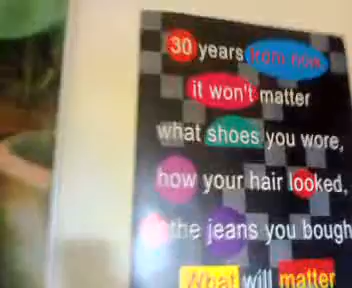 30 years from now
it won't matter
what shoes you wore,
how your hair looked,
the jeans you bough
What will matter